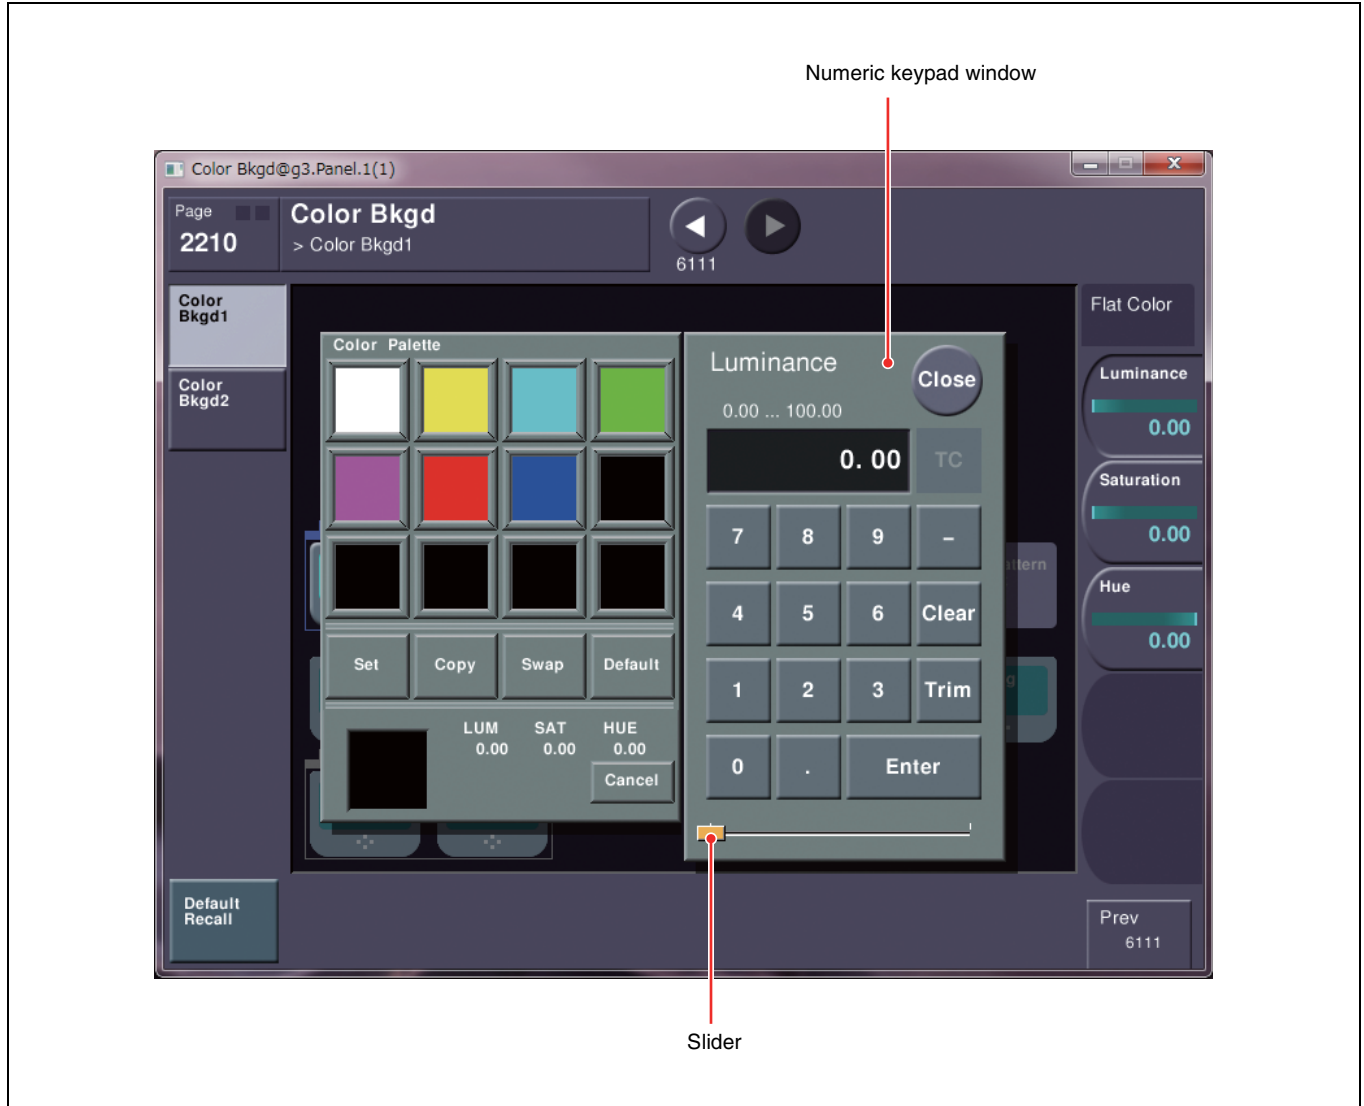 Numeric keypad window
Color Bkgd@g3.Panel.1(1)
Page
2210
Color Bkgd
> Color Bkgd1
6111
Color
Bkgd1
Color
Bkgd2
Default
Recall
Color Palette
Set Copy Swap Default
LUM SAT HUE
0.00 0.00 0.00
Cancel
Luminance
Close
0.00 ... 100.00
0. 00 TC
7 8 9 –
4 5 6 Clear
1 2 3 Trim
0 . Enter
Flat Color
Luminance
0.00
Saturation
0.00
Hue
0.00
Prev
6111
Slider